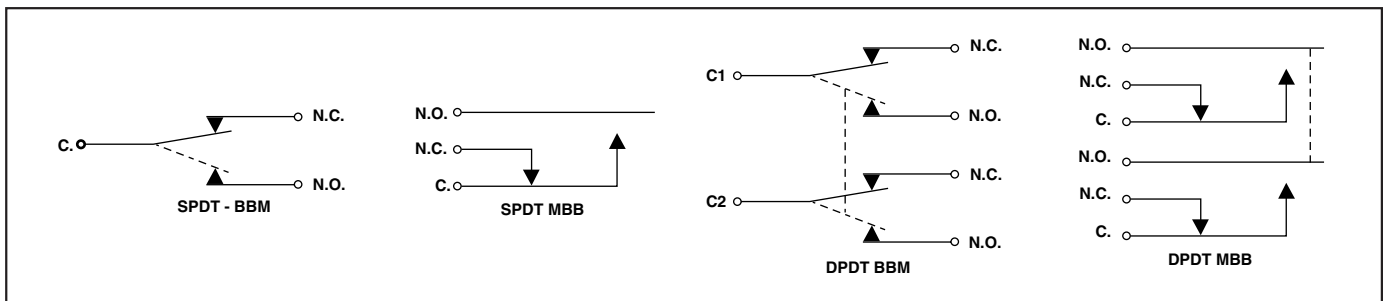 C.
N.C.
N.O.
SPDT - BBM
N.O.
N.C.
C.
SPDT MBB
C1
N.C.
N.O.
C2
N.C.
N.O.
DPDT BBM
N.O.
N.C.
C.
N.O.
N.C.
C.
DPDT MBB